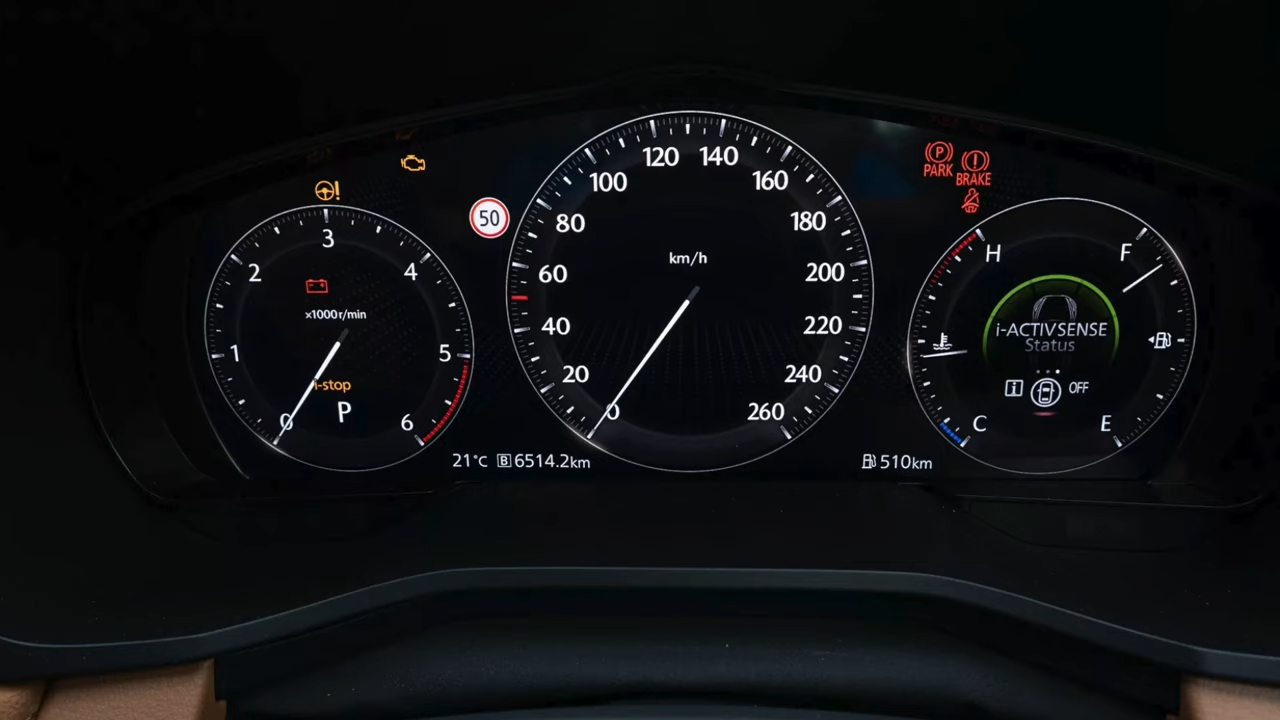 50
3
2
4
x1000 r/min
1
5
i-stop
0
P
6
km/h
0
20
40
60
80
100
120
140
160
180
200
220
240
260
21°C B 6514.2km
510km
P
PARK
!
BRAKE
H
F
i-ACTIVSENSE
Status
i OFF
C
E